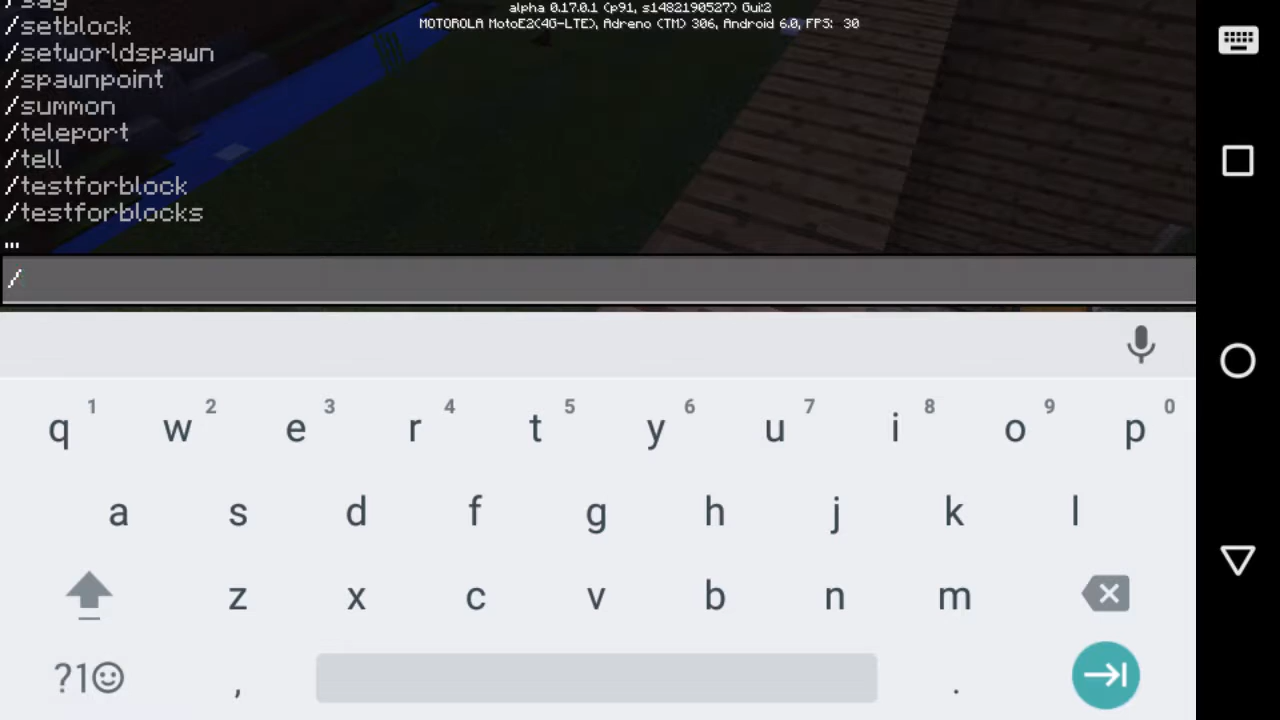 alpha 0.17.0.1 (p91, s1482190527) Gui:2
MOTOROLA MotoE2(4G-LTE), Adreno (TM) 306, Android 6.0, FPS: 30
/say
/setblock
/setworldspawn
/spawnpoint
/summon
/teleport
/tell
/testforblock
/testforblocks
...
/
q 1 w 2 e 3 r 4 t 5 y 6 u 7 i 8 o 9 p 0
a s d f g h j k l
z x c v b n m
?1☺ , .